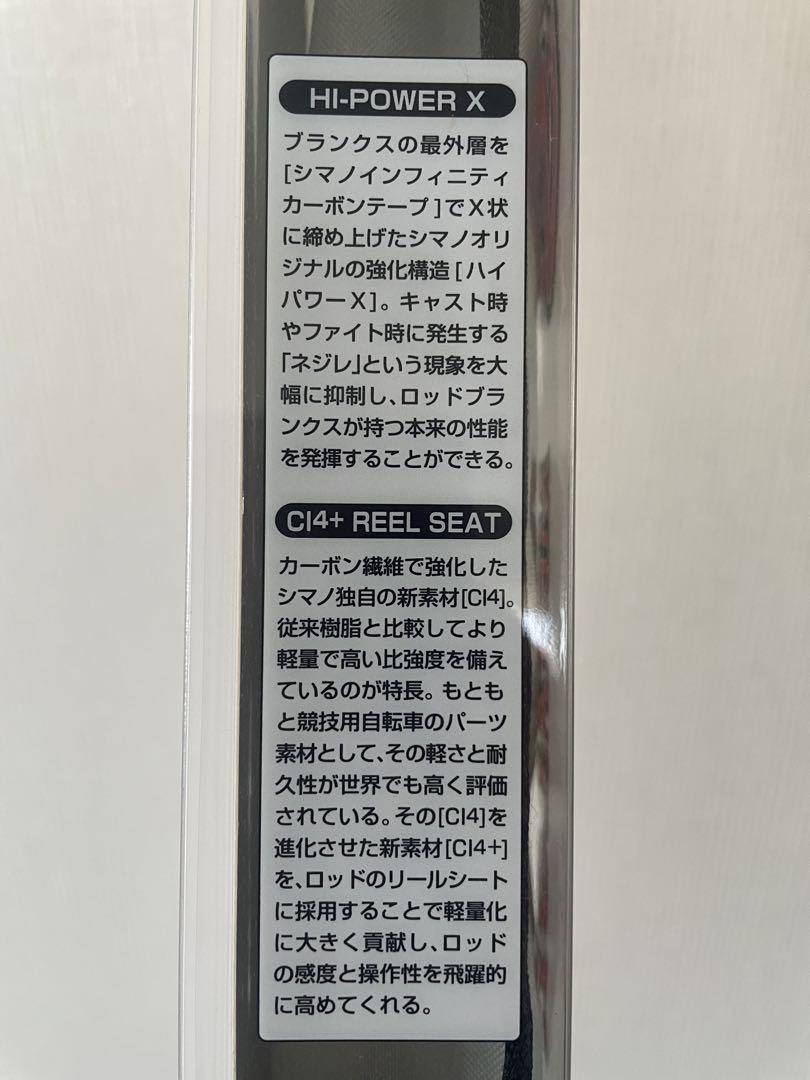 HI-POWER X
ブランクスの最外層を
[シマノインフィニティ
カーボンテープ]でX状
に締め上げたシマノオリ
ジナルの強化構造[ハイ
パワーX]。キャスト時
やファイト時に発生する
「ネジレ」という現象を大
幅に抑制し、ロッドブラ
ンクスが持つ本来の性能
を発揮することができる。
CI4+ REEL SEAT
カーボン繊維で強化した
シマノ独自の新素材[CI4]。
従来樹脂と比較してより
軽量で高い比強度を備え
ているのが特長。もとも
と競技用自転車のパーツ
素材として、その軽さと耐
久性が世界でも高く評価
されている。その[CI4]を
進化させた新素材[CI4+]
を、ロッドのリールシート
に採用することで軽量化
に大きく貢献し、ロッド
の感度と操作性を飛躍的
に高めてくれる。